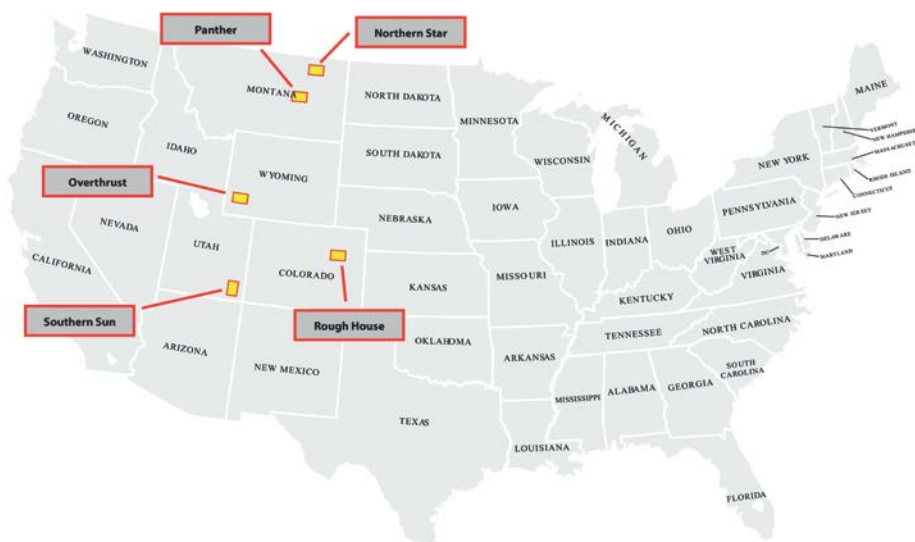 Panther
Northern Star
WASHINGTON
MONTANA
NORTH DAKOTA
MINNESOTA
MICHIGAN
MAINE
OREGON
IDAHO
VERMONT
NEW HAMPSHIRE
MASSACHUSET
SOUTH DAKOTA
WISCONSIN
NEW YORK
RHODE ISLAND
CONNECTICUT
Overthrust
WYOMING
NEBRASKA
IOWA
PENNSYLVANIA
NEW JERSEY
NEVADA
UTAH
ILLINOIS
INDIANA
OHIO
DELAWARE
MARYLAND
WEST
VIRGINIA
DC
VIRGINIA
CALIFORNIA
COLORADO
KANSAS
MISSOURI
KENTUCKY
Southern Sun
Rough House
OKLAHOMA
TENNESSEE
NORTH CAROLINA
ARIZONA
NEW MEXICO
ARKANSAS
SOUTH
CAROLINA
MISSISSIPPI
ALABAMA
GEORGIA
TEXAS
LOUISIANA
FLORIDA